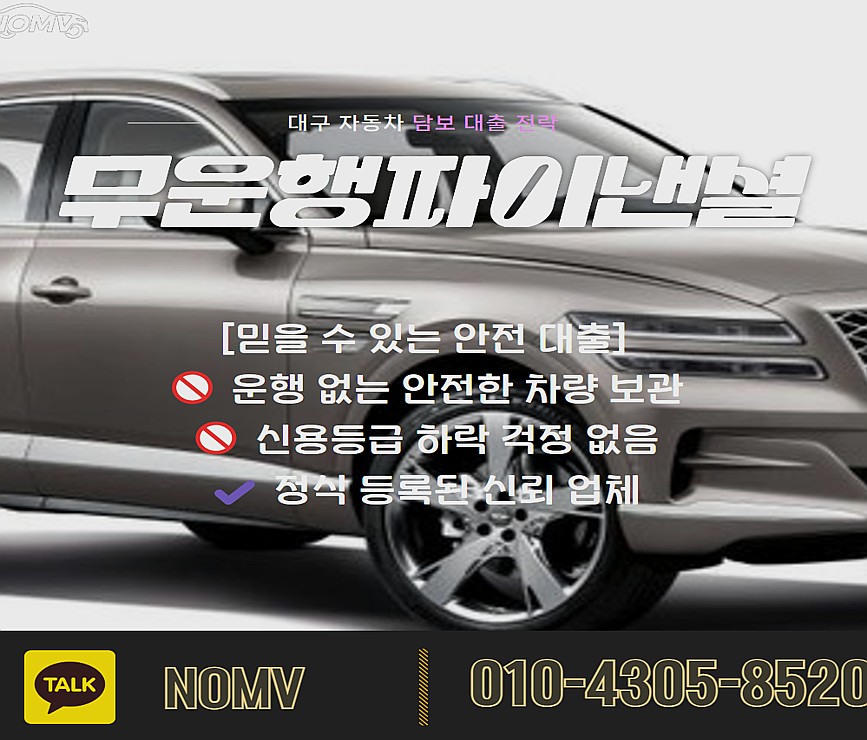 NOMV
대구 자동차 담보 대출 전략
무운행파이낸셜
[믿을 수 있는 안전 대출]
운행 없는 안전한 차량 보관
신용등급 하락 걱정 없음
정식 등록된 신뢰 업체
TALK NOMV 010-4305-8520